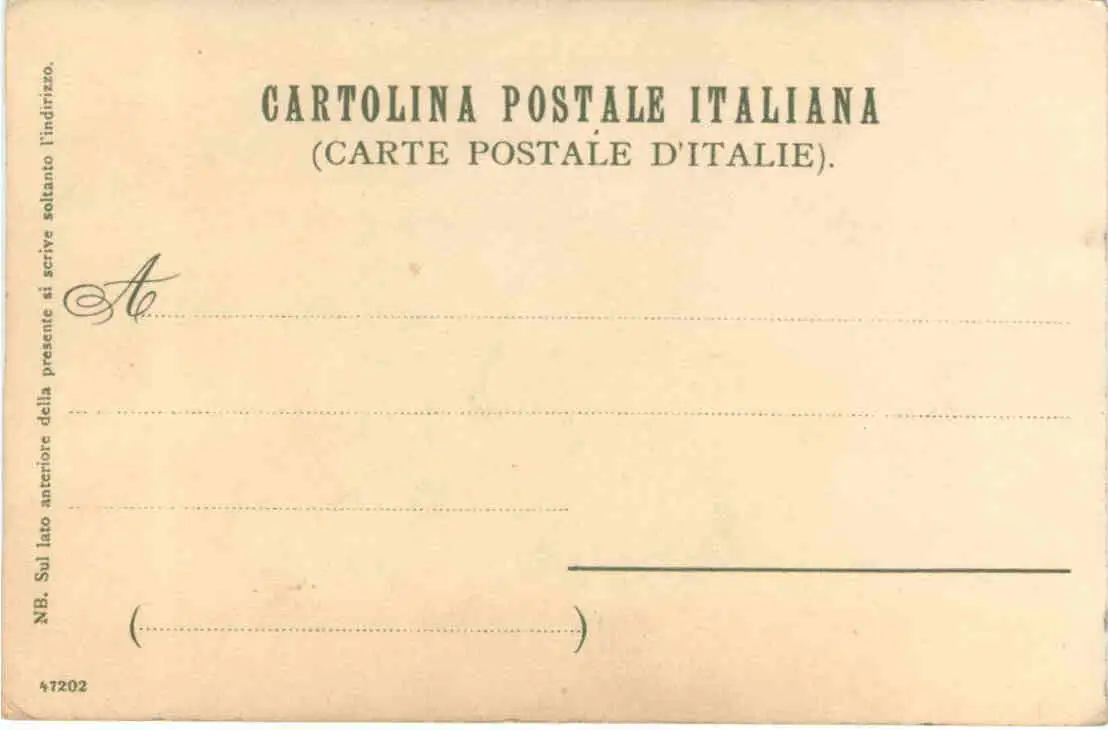 CARTOLINA POSTALE ITALIANA
(CARTE POSTALE D'ITALIE).
A
( )
NB. Sul lato anteriore della presente si scrive soltanto l'indirizzo.
47202